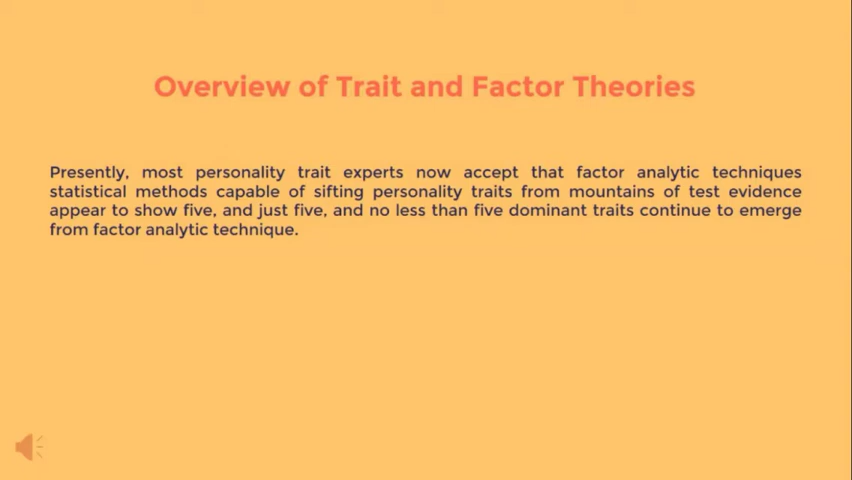 Overview of Trait and Factor Theories
Presently, most personality trait experts now accept that factor analytic techniques
statistical methods capable of sifting personality traits from mountains of test evidence
appear to show five, and just five, and no less than five dominant traits continue to emerge
from factor analytic technique.